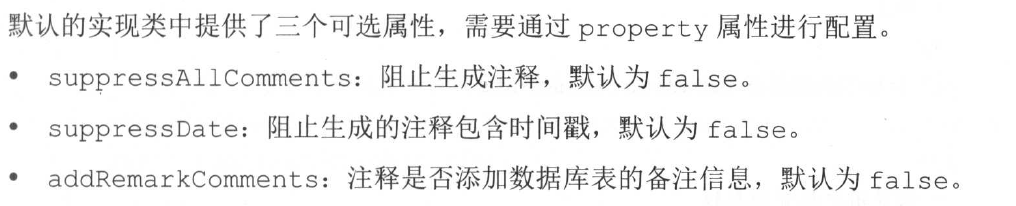 默认的实现类中提供了三个可选属性，需要通过 property 属性进行配置。
• suppressAllComments：阻止生成注释，默认为 false。
• suppressDate：阻止生成的注释包含时间戳，默认为 false。
• addRemarkComments：注释是否添加数据库表的备注信息，默认为 false。